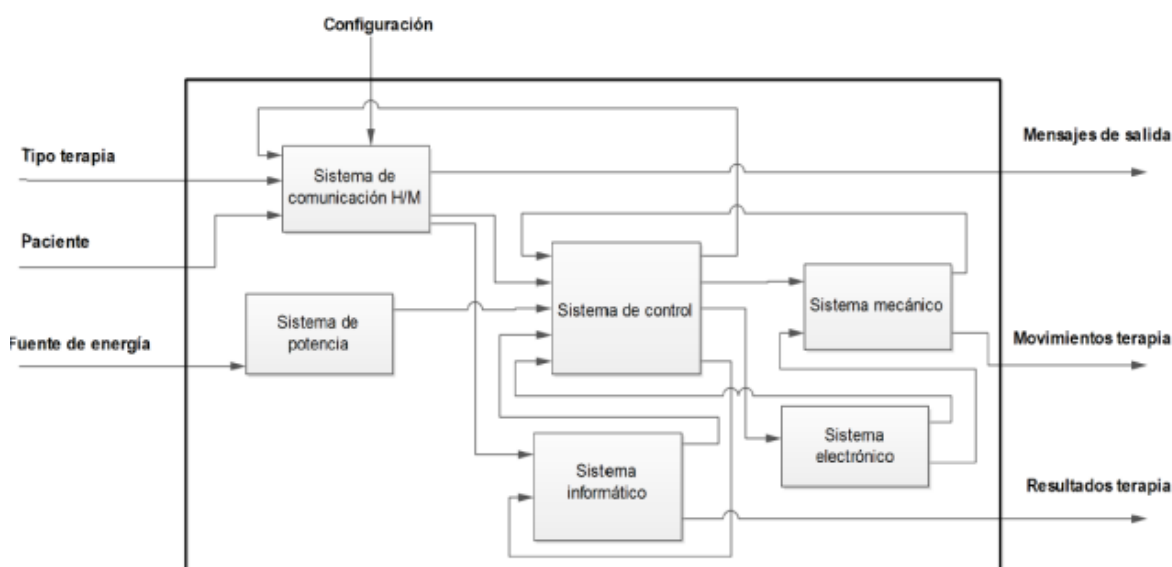 Configuración
Mensajes de salida
Tipo terapia
Sistema de
comunicación H/M
Paciente
Sistema de control
Sistema mecánico
Sistema de
potencia
Fuente de energía
Movimientos terapia
Sistema
electrónico
Sistema
informático
Resultados terapia